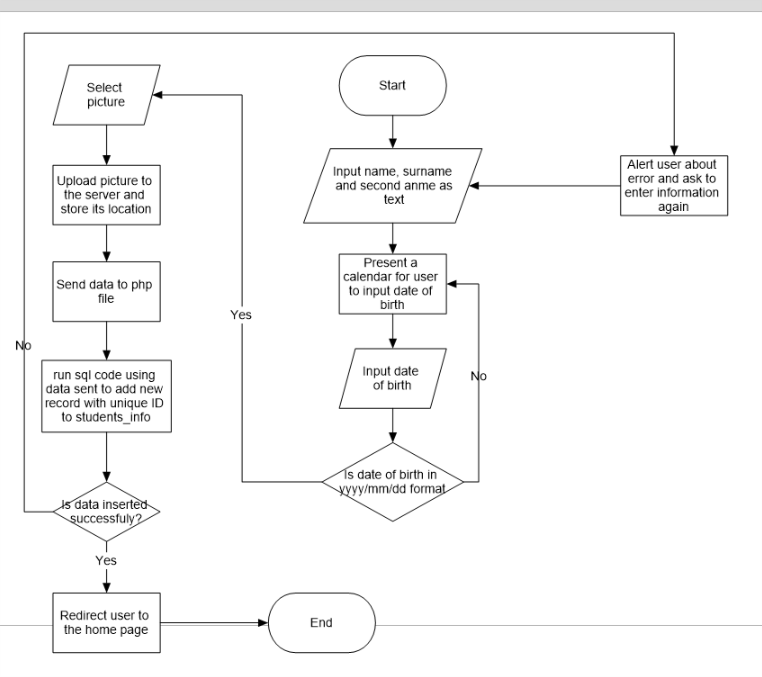 Start
Input name, surname
and second anme as
text
Present a
calendar for user
to input date of
birth
Input date
of birth
Is date of birth in
yyyy/mm/dd format
No
Yes
Select
picture
Upload picture to
the server and
store its location
Send data to php
file
run sql code using
data sent to add new
record with unique ID
to students_info
Is data inserted
successfuly?
No
Yes
Alert user about
error and ask to
enter information
again
Redirect user to
the home page
End